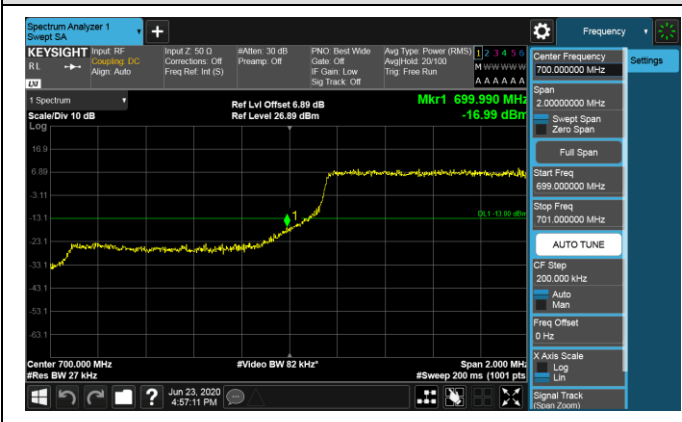 Spectrum Analyzer 1
Swept SA
Frequency
KEYSIGHT
RL
LNI
Input: RF
Coupling: DC
Align: Auto
Input Z: 50 Ω
Corrections: Off
Freq Ref: Int (S)
#Atten: 30 dB
Preamp: Off
PNO: Best Wide
Gate: Off
IF Gain: Low
Sig Track: Off
Avg Type: Power (RMS)
Avg|Hold: 20/100
Trig: Free Run
1 2 3 4 5 6
M W W W W W
A A A A A A
Center Frequency
700.000000 MHz
Settings
Span
2.00000000 MHz
Swept Span
Zero Span
Full Span
Start Freq
699.000000 MHz
Stop Freq
701.000000 MHz
AUTO TUNE
CF Step
200.000 kHz
Auto
Man
Freq Offset
0 Hz
X Axis Scale
Log
Lin
Signal Track
(Span Zoom)
1 Spectrum
Scale/Div 10 dB
Ref Lvl Offset 6.89 dB
Ref Level 26.89 dBm
Mkr1 699.990 MHz
-16.99 dBm
Log
16.9
6.89
-3.11
-13.1
-23.1
-33.1
-43.1
-53.1
-63.1
1
DL1 -13.00 dBm
Center 700.000 MHz
#Res BW 27 kHz
#Video BW 82 kHz*
Span 2.000 MHz
#Sweep 200 ms (1001 pts
?
Jun 23, 2020
4:57:11 PM